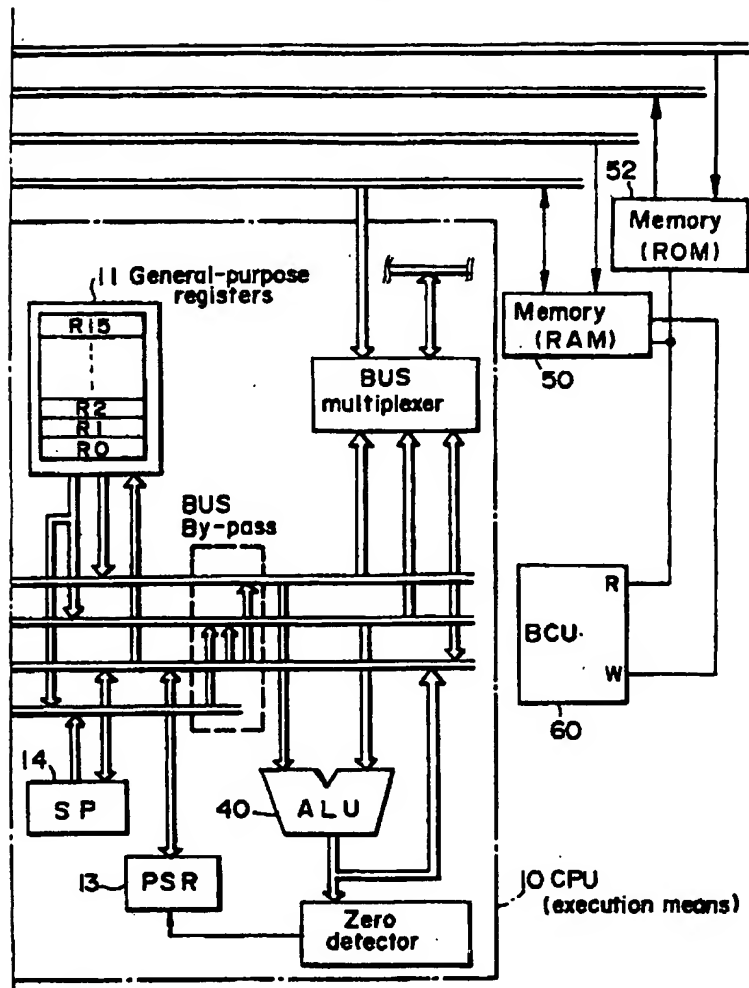 52
Memory
(ROM)
11 General-purpose
registers
R15
R2
R1
R0
Memory
(RAM)
50
BUS
multiplexer
BUS
By-pass
R
BCU
W
60
14
SP
40
ALU
13
PSR
10 CPU
(execution means)
Zero
detector